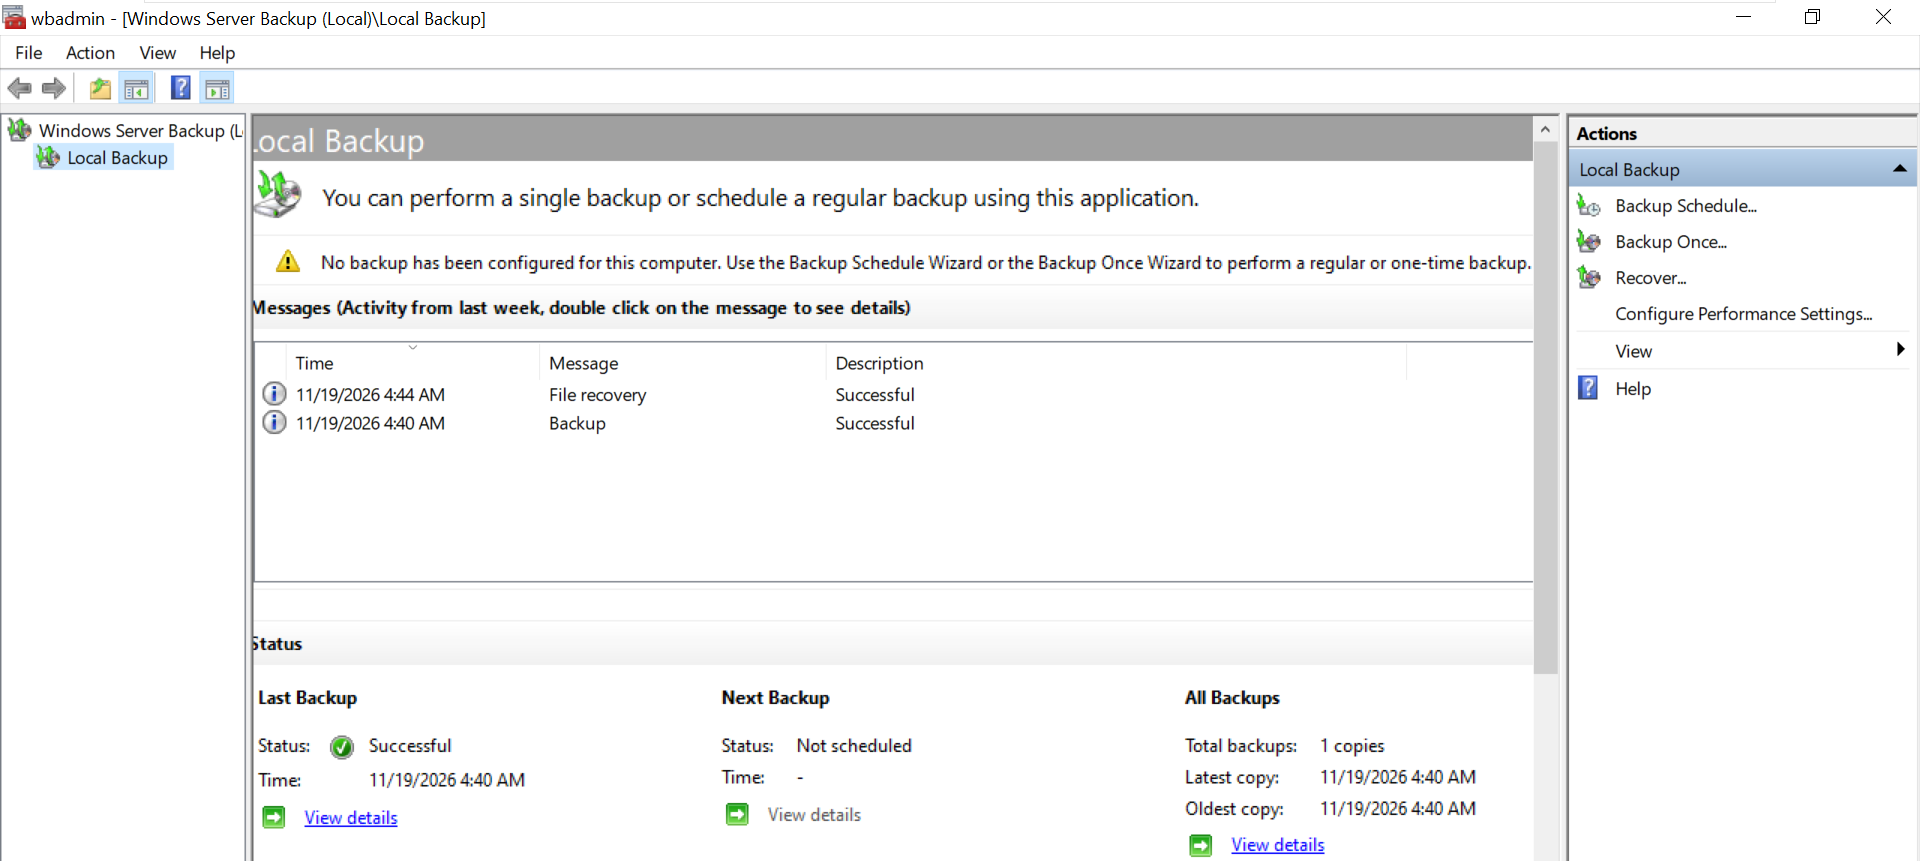 wbadmin - [Windows Server Backup (Local)\Local Backup]
File Action View Help
Windows Server Backup (L
Local Backup
Local Backup
You can perform a single backup or schedule a regular backup using this application.
No backup has been configured for this computer. Use the Backup Schedule Wizard or the Backup Once Wizard to perform a regular or one-time backup.
Messages (Activity from last week, double click on the message to see details)
Time Message Description
11/19/2026 4:44 AM File recovery Successful
11/19/2026 4:40 AM Backup Successful
Status
Last Backup
Status: Successful
Time: 11/19/2026 4:40 AM
View details
Next Backup
Status: Not scheduled
Time: -
View details
All Backups
Total backups: 1 copies
Latest copy: 11/19/2026 4:40 AM
Oldest copy: 11/19/2026 4:40 AM
View details
Actions
Local Backup
Backup Schedule...
Backup Once...
Recover...
Configure Performance Settings...
View
Help